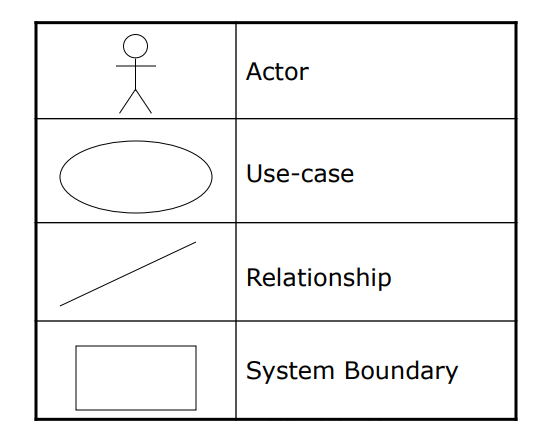 Actor
Use-case
Relationship
System Boundary